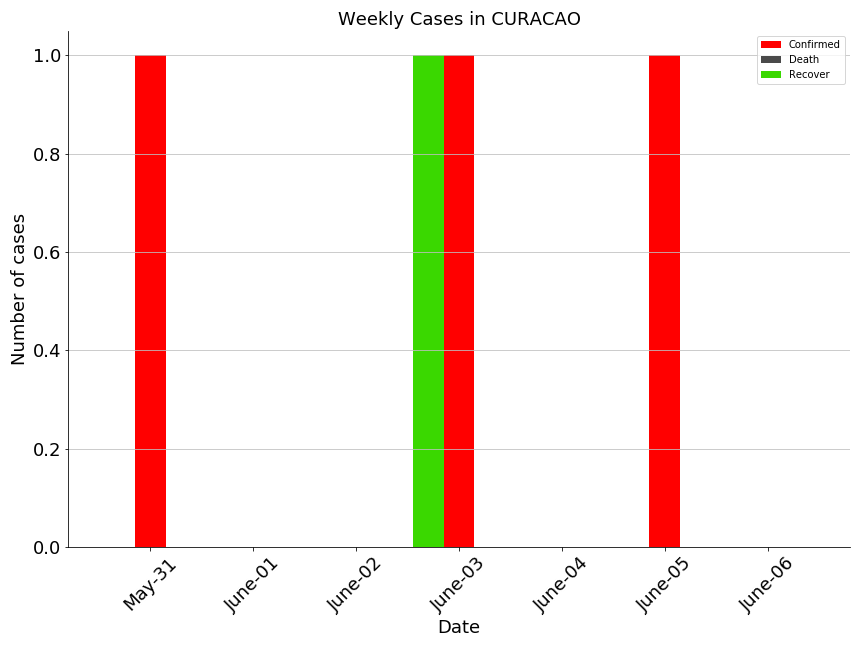 Weekly Cases in CURACAO
Confirmed
Death
Recover
Number of cases
1.0
0.8
0.6
0.4
0.2
0.0
May-31
June-01
June-02
June-03
June-04
June-05
June-06
Date